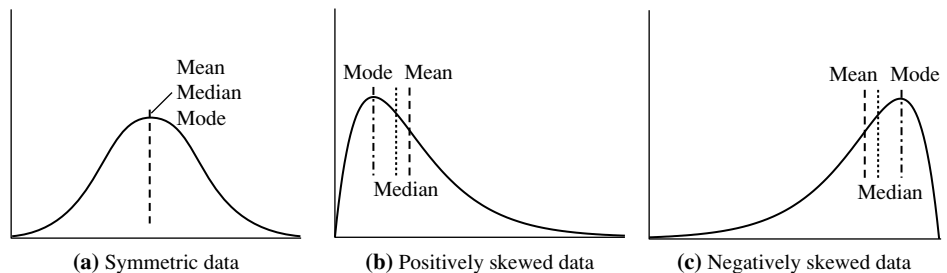 Mean
Median
Mode
Mode
Mean
Median
Mean
Mode
Median
(a) Symmetric data
(b) Positively skewed data
(c) Negatively skewed data